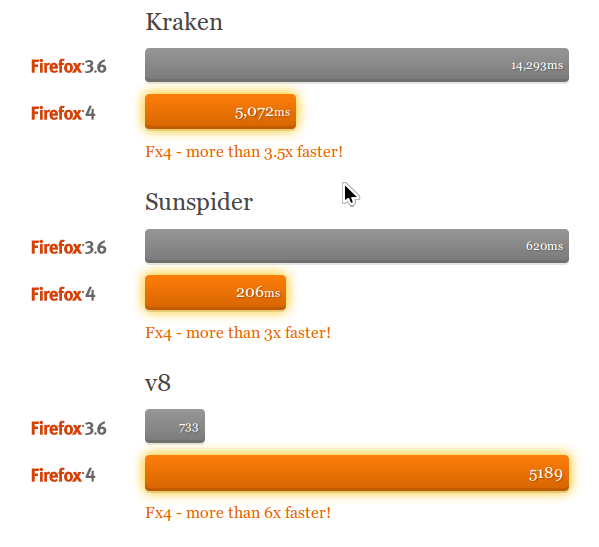 Kraken
Firefox 3.6 14,293ms
Firefox 4 5,072ms
Fx4 - more than 3.5x faster!
Sunspider
Firefox 3.6 620ms
Firefox 4 206ms
Fx4 - more than 3x faster!
v8
Firefox 3.6 733
Firefox 4 5189
Fx4 - more than 6x faster!